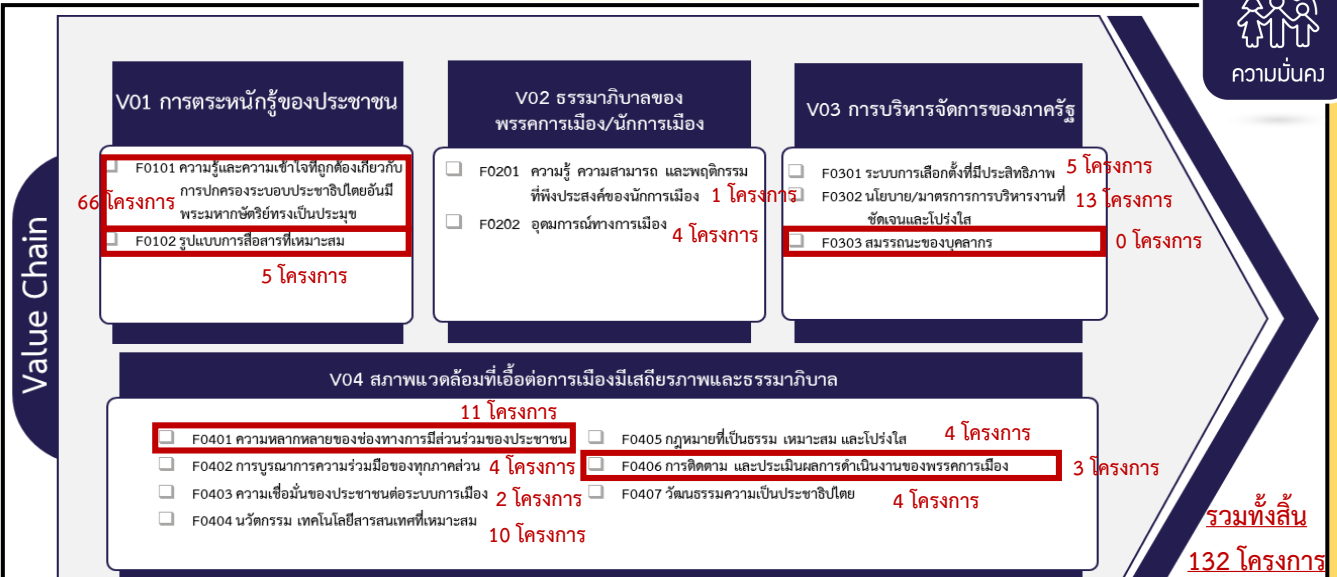 ความมั่นคง
Value Chain
V01 การตระหนักรู้ของประชาชน
F0101 ความรู้และความเข้าใจที่ถูกต้องเกี่ยวกับ
การปกครองระบอบประชาธิปไตยอันมี
พระมหากษัตริย์ทรงเป็นประมุข
66 โครงการ
F0102 รูปแบบการสื่อสารที่เหมาะสม
5 โครงการ
V02 ธรรมาภิบาลของ
พรรคการเมือง/นักการเมือง
F0201 ความรู้ ความสามารถ และพฤติกรรม
ที่พึงประสงค์ของนักการเมือง 1 โครงการ
F0202 อุดมการณ์ทางการเมือง 4 โครงการ
V03 การบริหารจัดการของภาครัฐ
F0301 ระบบการเลือกตั้งที่มีประสิทธิภาพ 5 โครงการ
F0302 นโยบาย/มาตรการการบริหารงานที่ 13 โครงการ
ชัดเจนและโปร่งใส
F0303 สมรรถนะของบุคลากร 0 โครงการ
V04 สภาพแวดล้อมที่เอื้อต่อการเมืองมีเสถียรภาพและธรรมาภิบาล
11 โครงการ
F0401 ความหลากหลายของช่องทางการมีส่วนร่วมของประชาชน
F0402 การบูรณาการความร่วมมือของทุกภาคส่วน 4 โครงการ
F0403 ความเชื่อมั่นของประชาชนต่อระบบการเมือง 2 โครงการ
F0404 นวัตกรรม เทคโนโลยีสารสนเทศที่เหมาะสม
10 โครงการ
F0405 กฎหมายที่เป็นธรรม เหมาะสม และโปร่งใส 4 โครงการ
F0406 การติดตาม และประเมินผลการดำเนินงานของพรรคการเมือง 3 โครงการ
F0407 วัฒนธรรมความเป็นประชาธิปไตย 4 โครงการ
รวมทั้งสิ้น
132 โครงการ